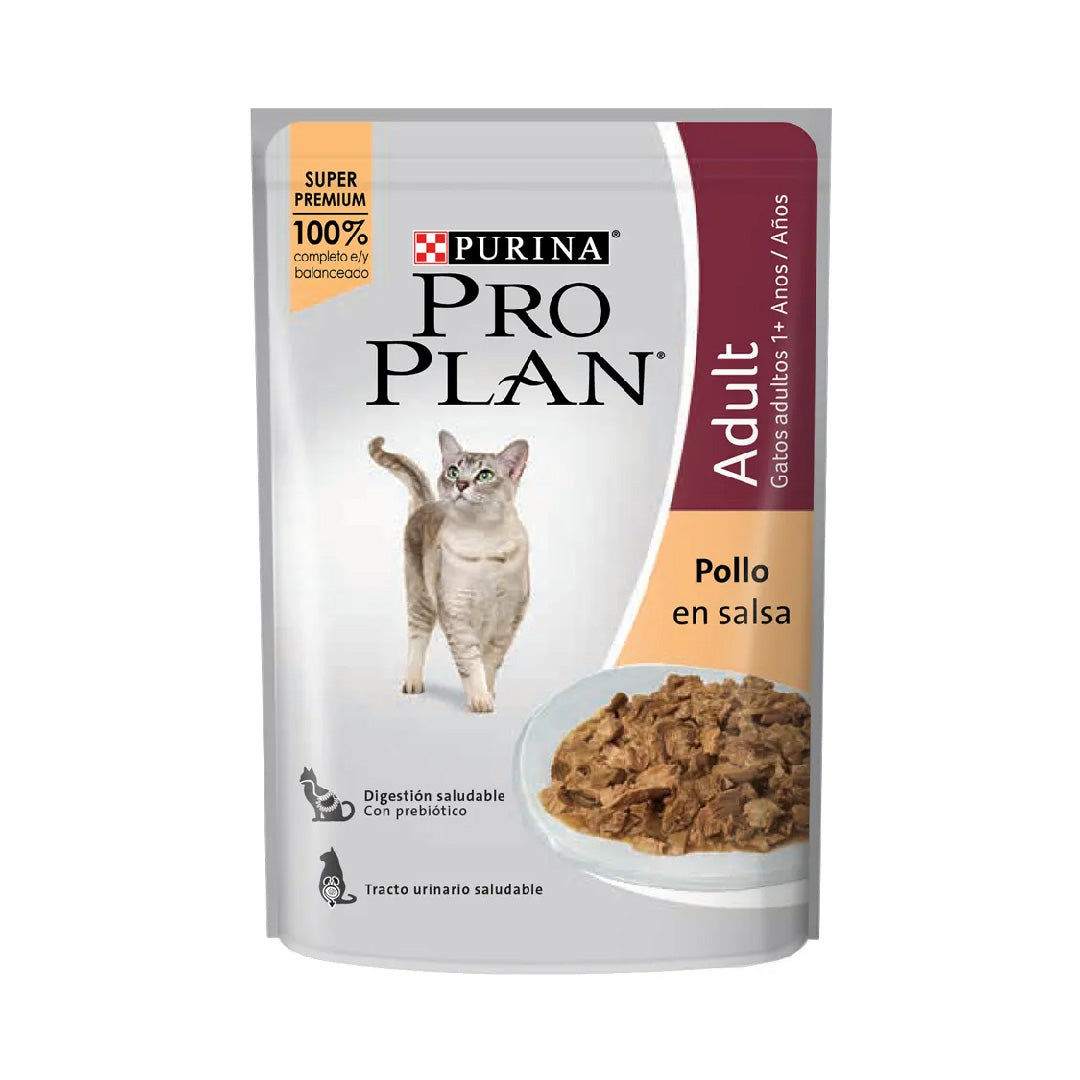 SUPER
PREMIUM
100%
completo e/y
balanceado
PURINA®
PRO
PLAN®
Adult
Gatos adultos 1+ Anos / Años
Pollo
en salsa
Digestión saludable
Con prebiótico
Tracto urinario saludable